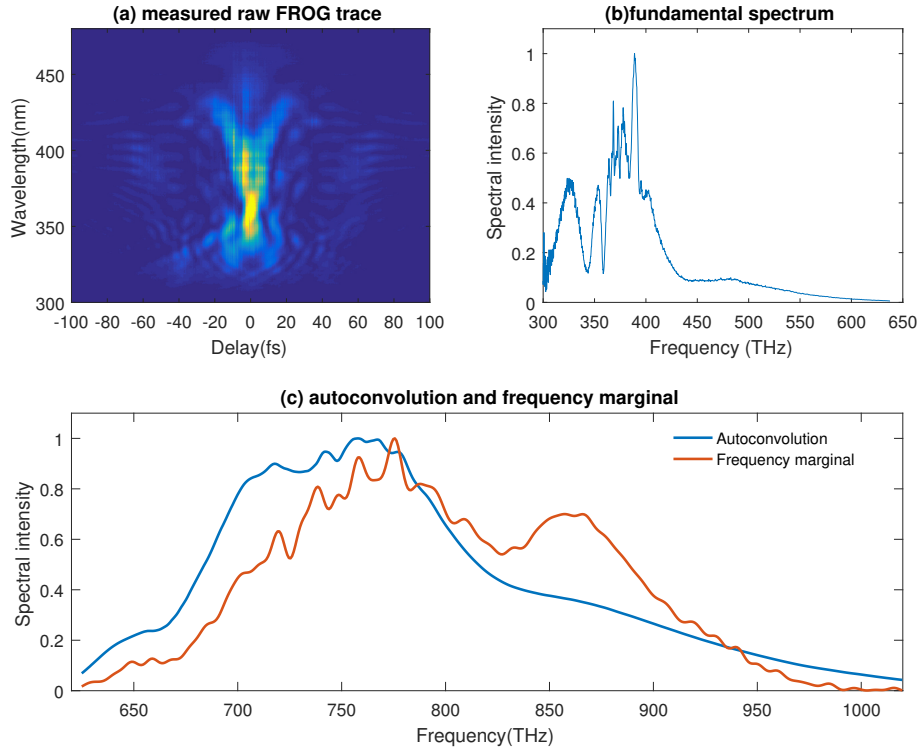 (a) measured raw FROG trace
Wavelength(nm)
450
400
350
300
-100 -80 -60 -40 -20 0 20 40 60 80 100
Delay(fs)
(b)fundamental spectrum
Spectral intensity
1
0.8
0.6
0.4
0.2
0
300 350 400 450 500 550 600 650
Frequency (THz)
(c) autoconvolution and frequency marginal
Spectral intensity
1
0.8
0.6
0.4
0.2
0
Autoconvolution
Frequency marginal
650 700 750 800 850 900 950 1000
Frequency(THz)